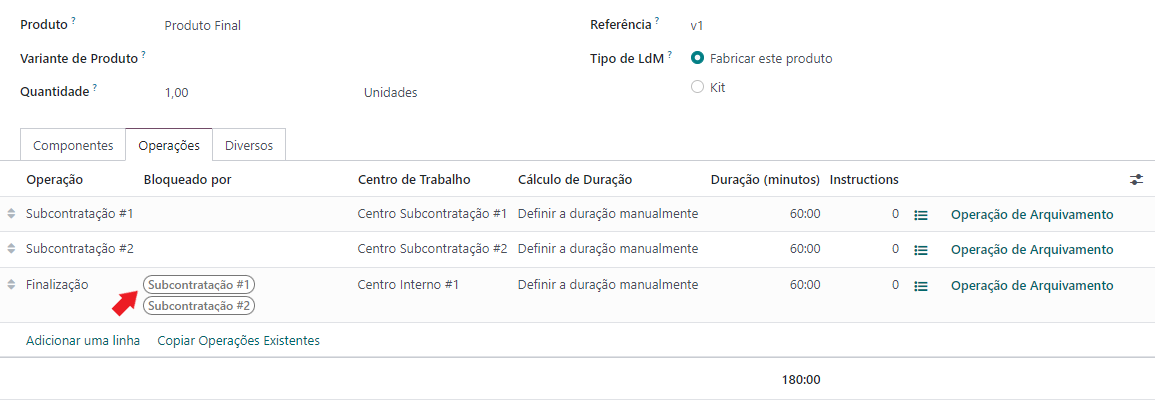 Produto ? Produto Final Referência ? v1
Variante de Produto ? Tipo de LdM ? Fabricar este produto
Quantidade ? 1,00 Unidades Kit
Componentes Operações Diversos
Operação Bloqueado por Centro de Trabalho Cálculo de Duração Duração (minutos) Instructions
Subcontratação #1 Centro Subcontratação #1 Definir a duração manualmente 60:00 0 Operação de Arquivamento
Subcontratação #2 Centro Subcontratação #2 Definir a duração manualmente 60:00 0 Operação de Arquivamento
Finalização Subcontratação #1 Centro Interno #1 Definir a duração manualmente 60:00 0 Operação de Arquivamento
Subcontratação #2
Adicionar uma linha Copiar Operações Existentes
180:00